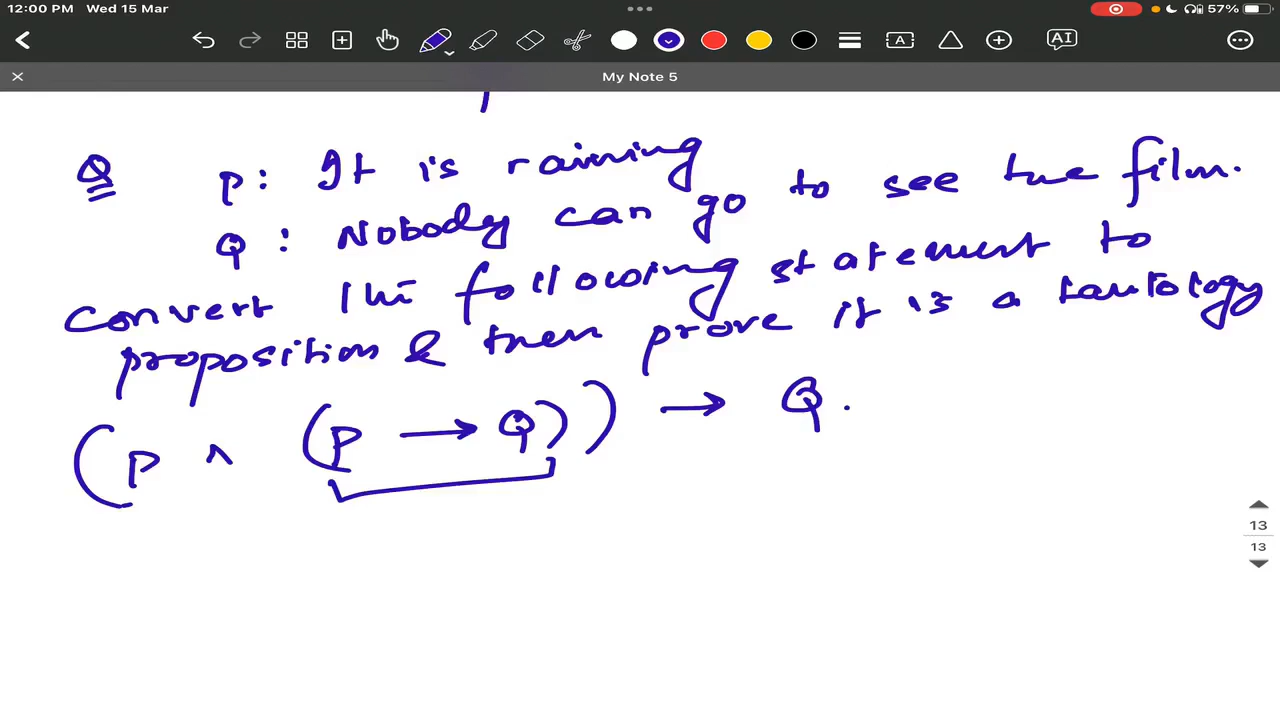 12:00 PM Wed 15 Mar
57%
A
AI
My Note 5
Q P: It is raining
Q: Nobody can go to see the film.
convert the following statement to
proposition & then prove it is a tautology
(P ∧ (P → Q)) → Q.
13
13